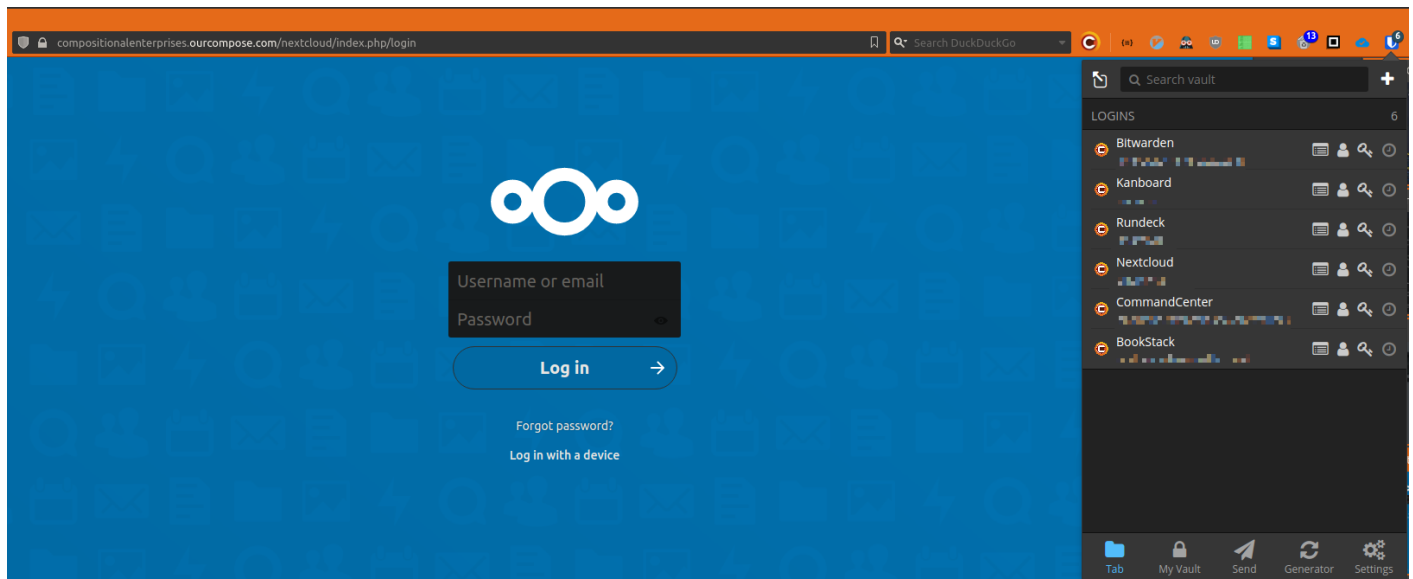 compositionalenterprises.ourcompose.com/nextcloud/index.php/login
Search DuckDuckGo
13
6
Username or email
Password
Log in
Forgot password?
Log in with a device
Search vault
LOGINS 6
Bitwarden
Kanboard
Rundeck
Nextcloud
CommandCenter
BookStack
Tab My Vault Send Generator Settings